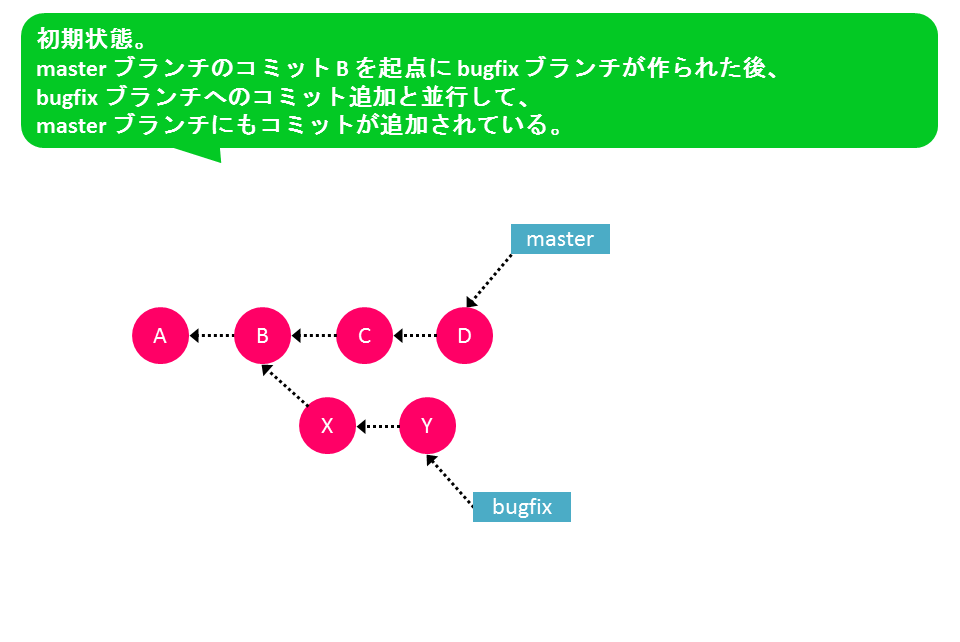 初期状態。
master ブランチのコミット B を起点に bugfix ブランチが作られた後、
bugfix ブランチへのコミット追加と並行して、
master ブランチにもコミットが追加されている。
master
A B C D
X Y
bugfix